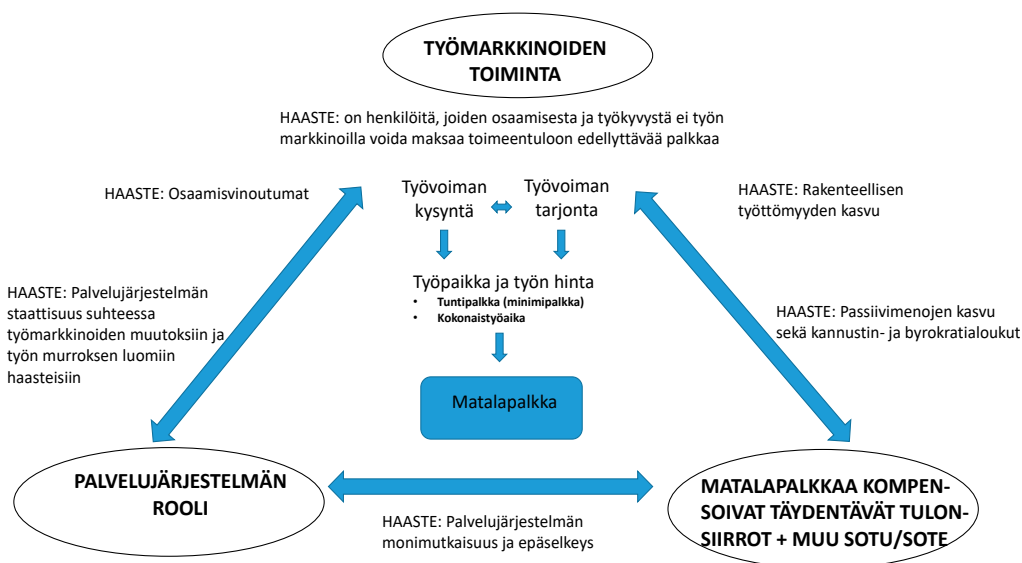 TYÖMARKKINOIDEN
TOIMINTA
HAASTE: on henkilöitä, joiden osaamisesta ja työkyvystä ei työn
markkinoilla voida maksaa toimeentuloon edellyttävää palkkaa
HAASTE: Osaamisvinoutumat
Työvoiman
kysyntä
Työvoiman
tarjonta
HAASTE: Rakenteellisen
työttömyyden kasvu
Työpaikka ja työn hinta
• Tuntipalkka (minimipalkka)
• Kokonaistyöaika
HAASTE: Palvelujärjestelmän
staattisuus suhteessa
työmarkkinoiden muutoksiin ja
työn murroksen luomiin
haasteisiin
HAASTE: Passiivimenojen kasvu
sekä kannustin- ja byrokratialoukut
Matalapalkka
PALVELUJÄRJESTELMÄN
ROOLI
HAASTE: Palvelujärjestelmän
monimutkaisuus ja epäselkeys
MATALAPALKKAA KOMPEN-
SOIVAT TÄYDENTÄVÄT TULON-
SIIRROT + MUU SOTU/SOTE